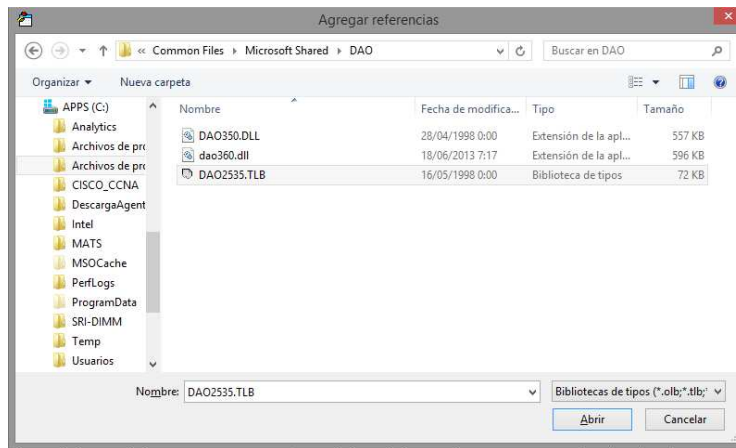 Agregar referencias
« Common Files ▸ Microsoft Shared ▸ DAO
Buscar en DAO
Organizar
Nueva carpeta
APPS (C:)
Analytics
Archivos de pro
Archivos de pro
CISCO_CCNA
DescargaAgent
Intel
MATS
MSOCache
PerfLogs
ProgramData
SRI-DIMM
Temp
Usuarios
Nombre Fecha de modifica... Tipo Tamaño
DAO350.DLL 28/04/1998 0:00 Extensión de la apl... 557 KB
dao360.dll 18/06/2013 7:17 Extensión de la apl... 596 KB
DAO2535.TLB 16/05/1998 0:00 Biblioteca de tipos 72 KB
Nombre: DAO2535.TLB
Bibliotecas de tipos (*.olb;*.tlb;*
Abrir
Cancelar